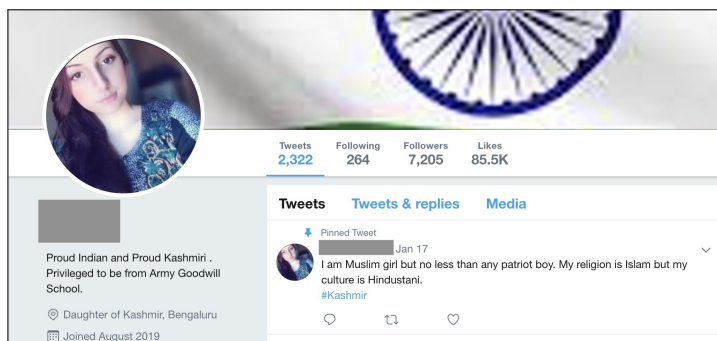 Tweets Following Followers Likes
2,322 264 7,205 85.5K
Tweets Tweets & replies Media
Pinned Tweet
Jan 17
I am Muslim girl but no less than any patriot boy. My religion is Islam but my
culture is Hindustani.
#Kashmir
Proud Indian and Proud Kashmiri .
Privileged to be from Army Goodwill
School.
Daughter of Kashmir, Bengaluru
Joined August 2019